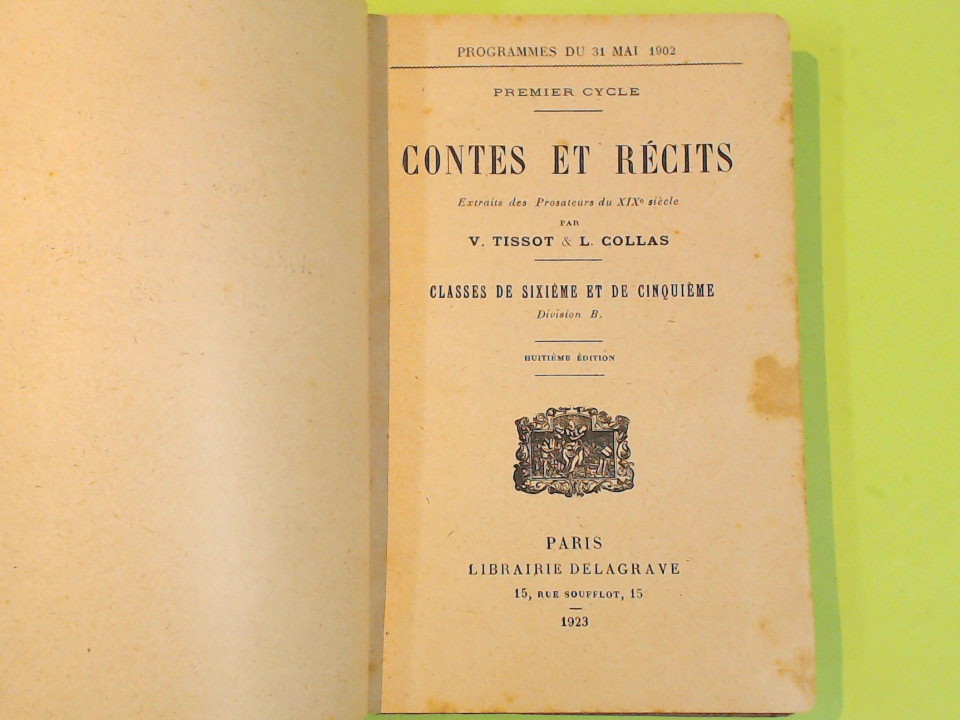 PROGRAMMES DU 31 MAI 1902
PREMIER CYCLE
CONTES ET RÉCITS
Extraits des Prosateurs du XIXe siècle
PAR
V. TISSOT & L. COLLAS
CLASSES DE SIXIÈME ET DE CINQUIÈME
Division B.
HUITIÈME ÉDITION
PARIS
LIBRAIRIE DELAGRAVE
15, RUE SOUFFLOT, 15
1923